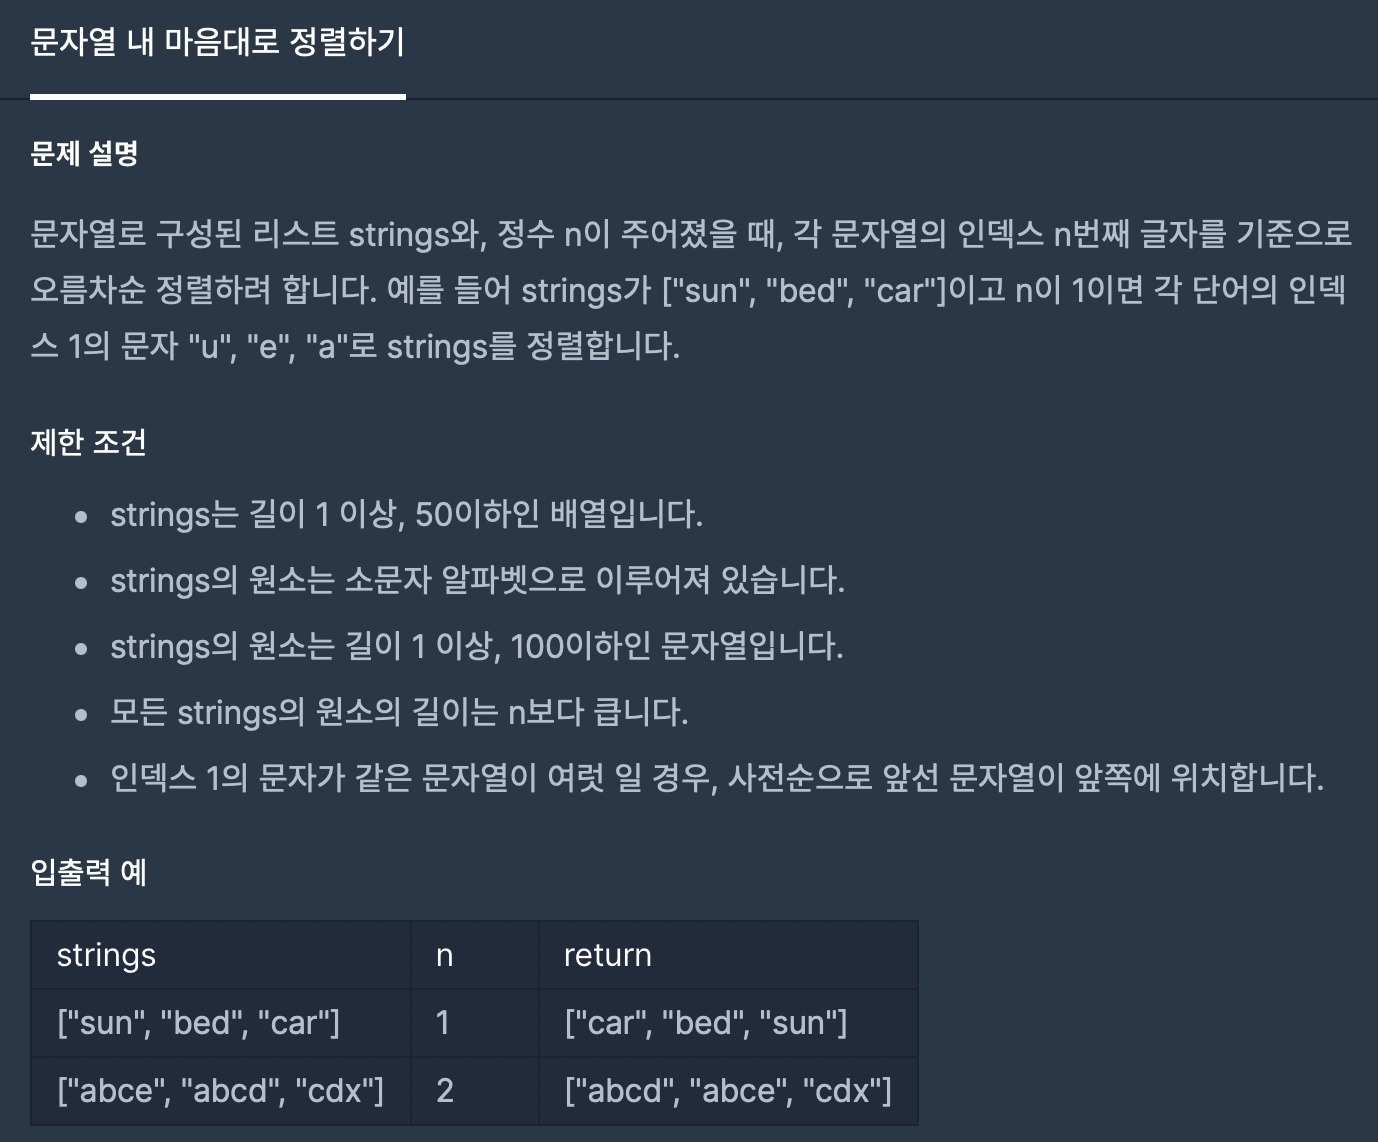 문자열 내 마음대로 정렬하기
문제 설명
문자열로 구성된 리스트 strings와, 정수 n이 주어졌을 때, 각 문자열의 인덱스 n번째 글자를 기준으로
오름차순 정렬하려 합니다. 예를 들어 strings가 ["sun", "bed", "car"]이고 n이 1이면 각 단어의 인덱
스 1의 문자 "u", "e", "a"로 strings를 정렬합니다.
제한 조건
• strings는 길이 1 이상, 50이하인 배열입니다.
• strings의 원소는 소문자 알파벳으로 이루어져 있습니다.
• strings의 원소는 길이 1 이상, 100이하인 문자열입니다.
• 모든 strings의 원소의 길이는 n보다 큽니다.
• 인덱스 1의 문자가 같은 문자열이 여럿 일 경우, 사전순으로 앞선 문자열이 앞쪽에 위치합니다.
입출력 예
strings n return
["sun", "bed", "car"] 1 ["car", "bed", "sun"]
["abce", "abcd", "cdx"] 2 ["abcd", "abce", "cdx"]